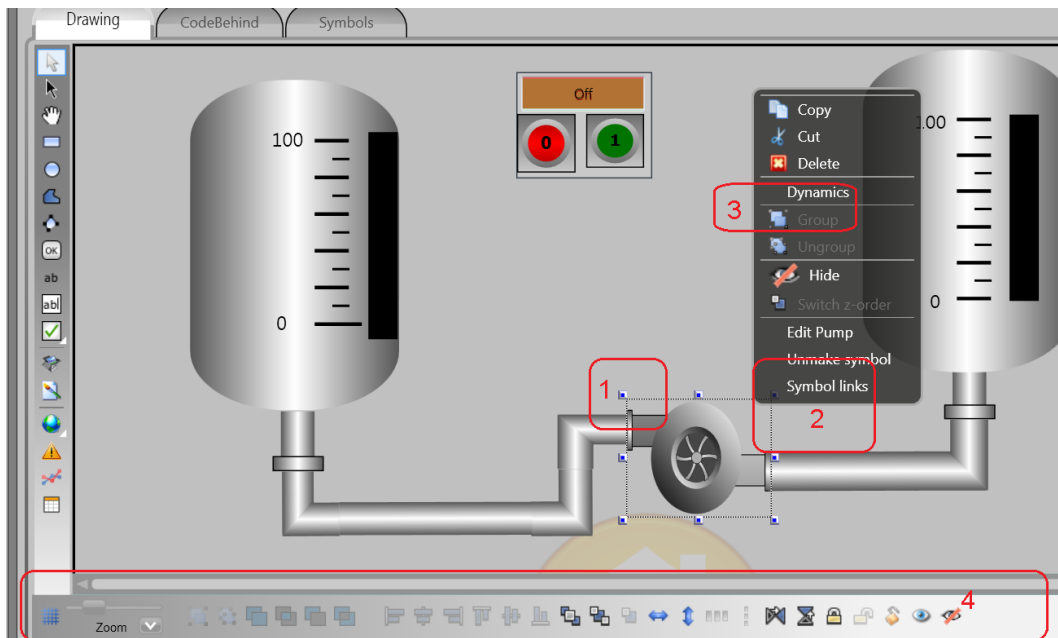 Drawing
CodeBehind
Symbols
Off
0
1
100
0
Copy
Cut
Delete
Dynamics
3
Group
Ungroup
Hide
Switch z-order
Edit Pump
Unmake symbol
Symbol links
100
0
1
2
OK
ab
ab
Zoom
4